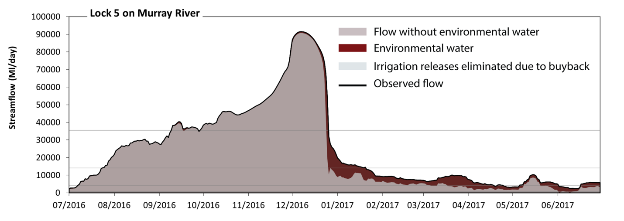 Lock 5 on Murray River
Streamflow (Ml/day)
100000
90000
80000
70000
60000
50000
40000
30000
20000
10000
0
07/2016 08/2016 09/2016 10/2016 11/2016 12/2016 01/2017 02/2017 03/2017 04/2017 05/2017 06/2017
Flow without environmental water
Environmental water
Irrigation releases eliminated due to buyback
Observed flow